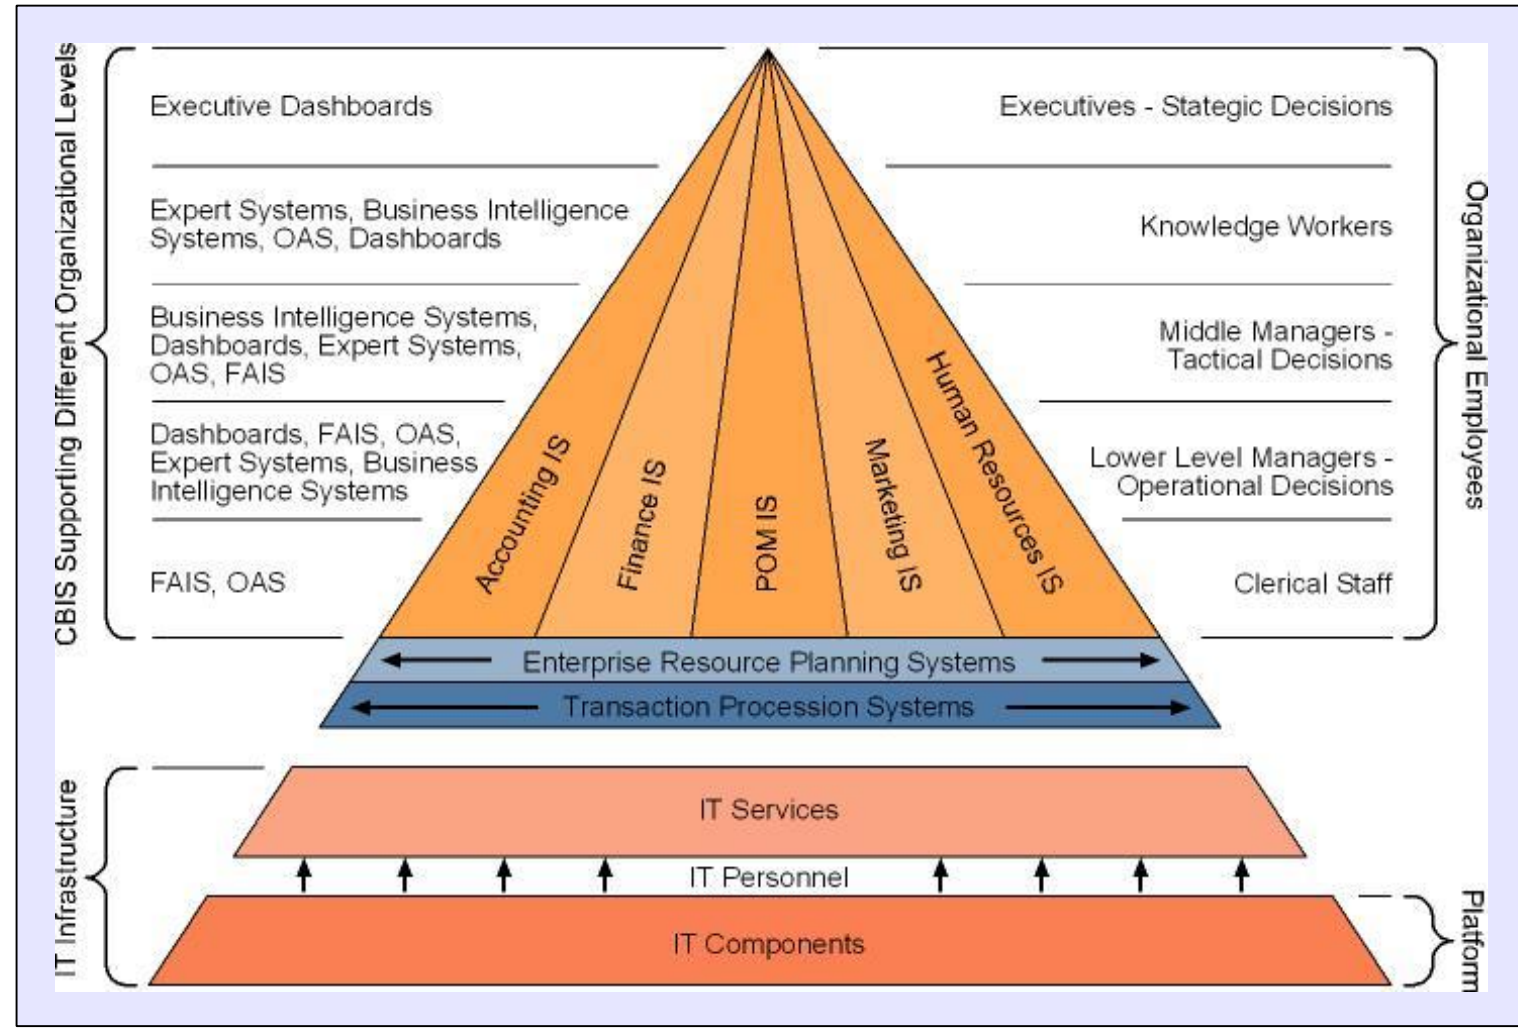 CBIS Supporting Different Organizational Levels
Executive Dashboards
Expert Systems, Business Intelligence
Systems, OAS, Dashboards
Business Intelligence Systems,
Dashboards, Expert Systems,
OAS, FAIS
Dashboards, FAIS, OAS,
Expert Systems, Business
Intelligence Systems
FAIS, OAS
Accounting IS
Finance IS
POM IS
Marketing IS
Human Resources IS
Executives - Stategic Decisions
Knowledge Workers
Middle Managers -
Tactical Decisions
Lower Level Managers -
Operational Decisions
Clerical Staff
Organizational Employees
Enterprise Resource Planning Systems
Transaction Procession Systems
IT Infrastructure
IT Services
IT Personnel
IT Components
Platform